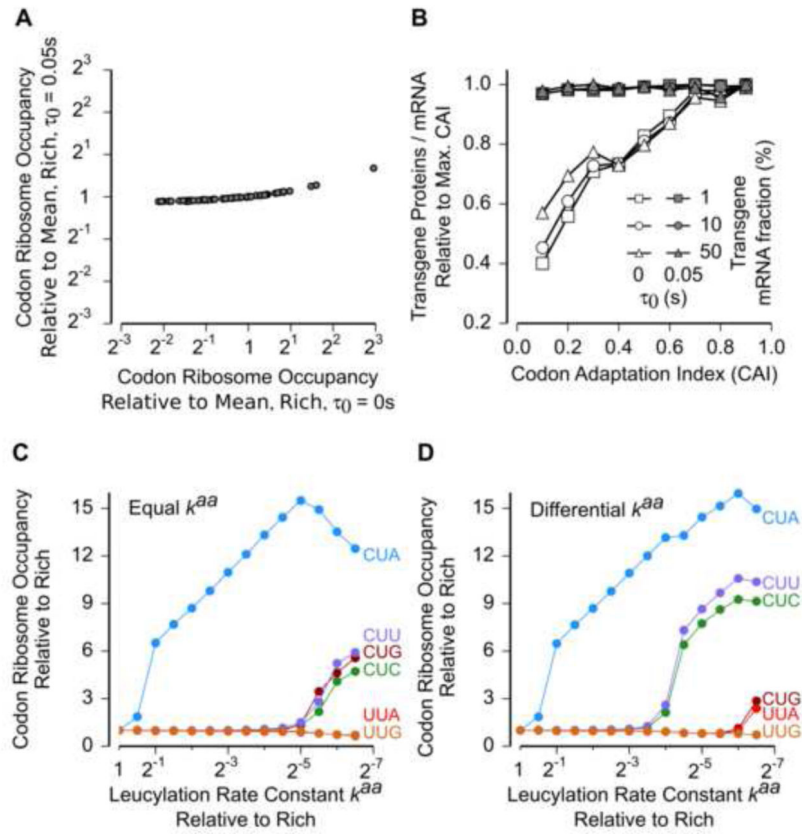 A
Codon Ribosome Occupancy
Relative to Mean, Rich, τ0 = 0.05s
2^3
2^2
2^1
1
2^-1
2^-2
2^-3
2^-3 2^-2 2^-1 1 2^1 2^2 2^3
Codon Ribosome Occupancy
Relative to Mean, Rich, τ0 = 0s
B
Transgene Proteins / mRNA
Relative to Max. CAI
1.0
0.8
0.6
0.4
0.2
0.0 0.2 0.4 0.6 0.8 1.0
Codon Adaptation Index (CAI)
1
10
50
0 0.05
τ0 (s)
Transgene
mRNA fraction (%)
C
Equal k^aa
Codon Ribosome Occupancy
Relative to Rich
15
12
9
6
3
0
CUA
CUU
CUG
CUC
UUA
UUG
1 2^-1 2^-3 2^-5 2^-7
Leucylation Rate Constant k^aa
Relative to Rich
D
Differential k^aa
Codon Ribosome Occupancy
Relative to Rich
15
12
9
6
3
0
CUA
CUU
CUC
CUG
UUA
UUG
1 2^-1 2^-3 2^-5 2^-7
Leucylation Rate Constant k^aa
Relative to Rich